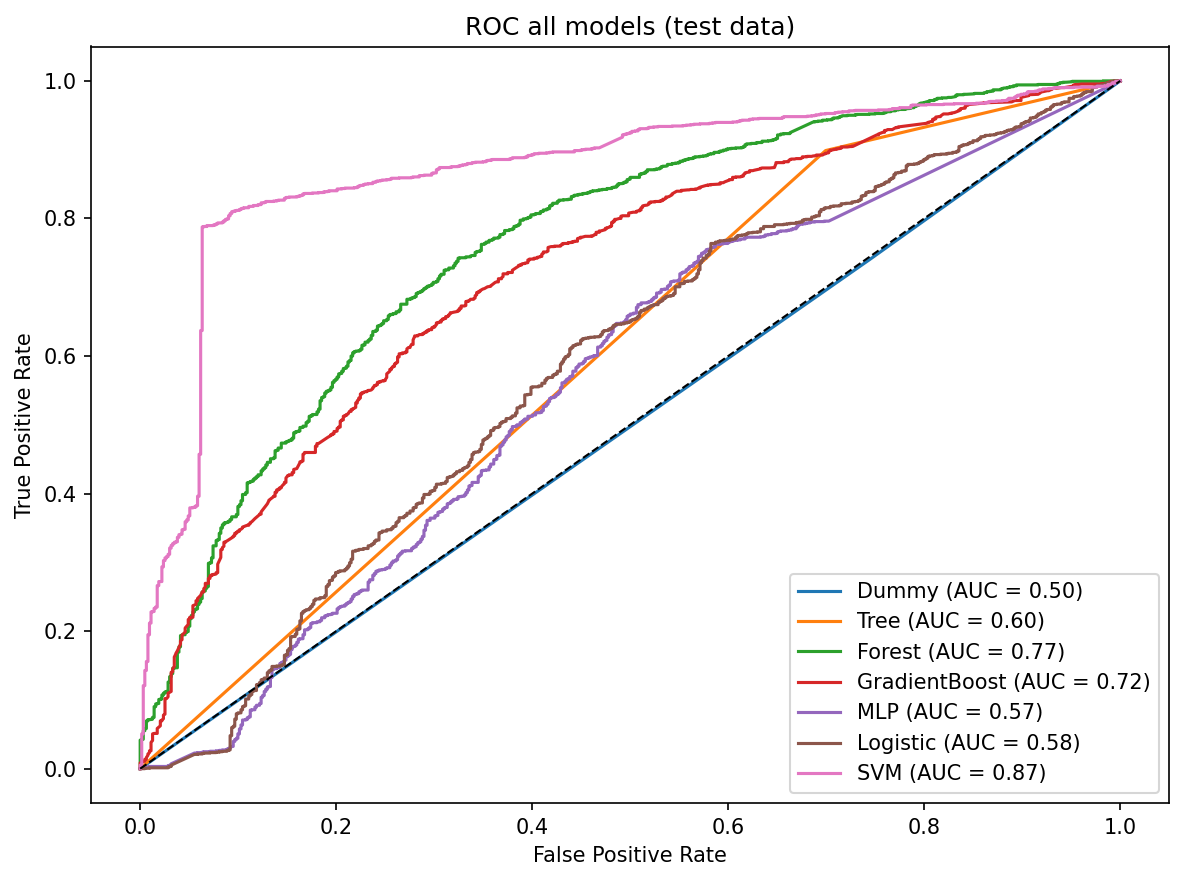 ROC all models (test data)
True Positive Rate
1.0
0.8
0.6
0.4
0.2
0.0
Dummy (AUC = 0.50)
Tree (AUC = 0.60)
Forest (AUC = 0.77)
GradientBoost (AUC = 0.72)
MLP (AUC = 0.57)
Logistic (AUC = 0.58)
SVM (AUC = 0.87)
0.0 0.2 0.4 0.6 0.8 1.0
False Positive Rate